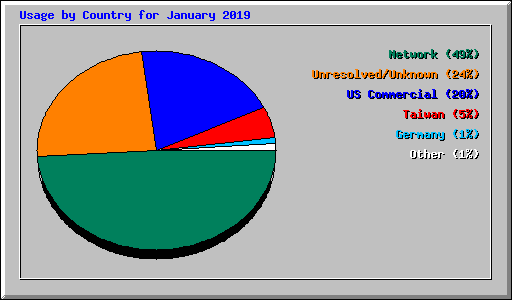 Usage by Country for January 2019
Network (49%)
Unresolved/Unknown (24%)
US Commercial (20%)
Taiwan (5%)
Germany (1%)
Other (1%)